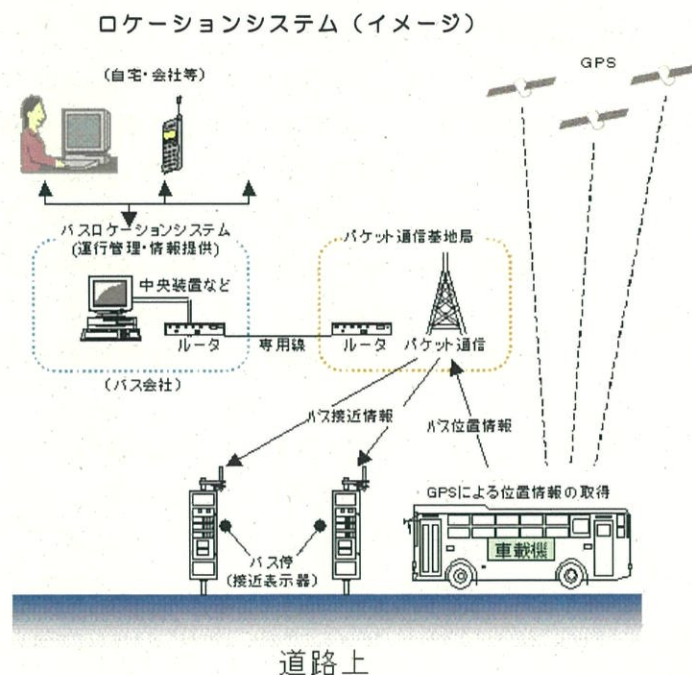 ロケーションシステム（イメージ）
GPS
(自宅・会社等)
バスロケーションシステム
(運行管理・情報提供)
パケット通信基地局
中央装置など
ルータ
専用線
ルータ
パケット通信
(バス会社)
バス接近情報
バス位置情報
GPSによる位置情報の取得
車載機
バス停
(接近表示器)
道路上